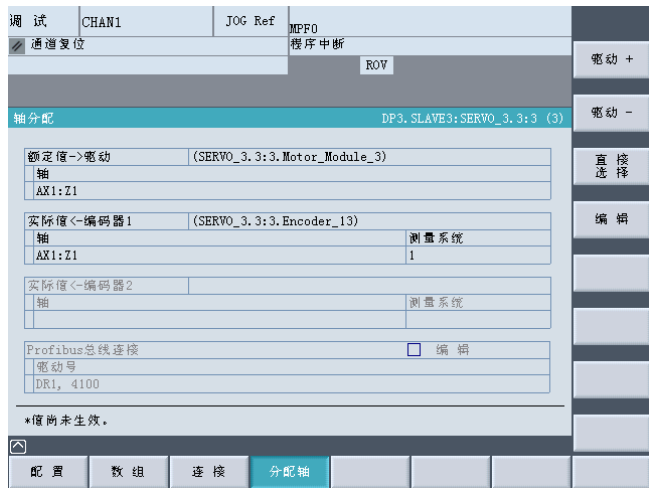 调 试 CHAN1 JOG Ref MPF0
通道复位 程序中断
ROV
驱动 +
轴分配 DP3.SLAVE3:SERVO_3.3:3 (3)
驱动 -
额定值->驱动 (SERVO_3.3:3.Motor_Module_3)
轴
AX1:Z1
直 接
选 择
实际值<-编码器1 (SERVO_3.3:3.Encoder_13)
轴 测量系统
AX1:Z1 1
编 辑
实际值<-编码器2
轴 测量系统
Profibus总线连接 编 辑
驱动号
DR1, 4100
*值尚未生效。
配 置 数 组 连 接 分配轴